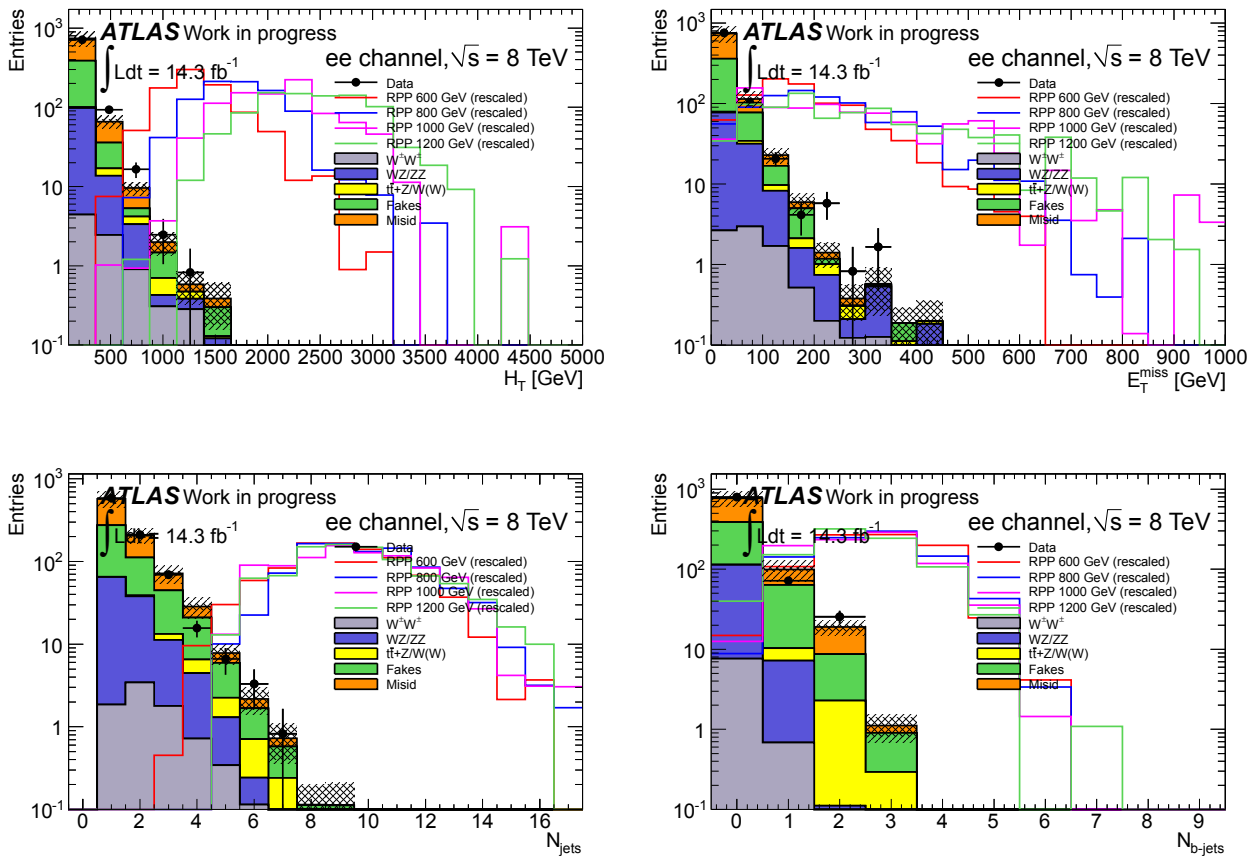 Entries
10³
10²
10
1
10⁻¹
ATLAS Work in progress
∫ Ldt = 14.3 fb⁻¹
ee channel, √s = 8 TeV
Data
RPP 600 GeV (rescaled)
RPP 800 GeV (rescaled)
RPP 1000 GeV (rescaled)
RPP 1200 GeV (rescaled)
W±W±
WZ/ZZ
tt̄+Z/W(W)
Fakes
Misid
500 1000 1500 2000 2500 3000 3500 4000 4500 5000
H_T [GeV]
Entries
10³
10²
10
1
10⁻¹
ATLAS Work in progress
∫ Ldt = 14.3 fb⁻¹
ee channel, √s = 8 TeV
Data
RPP 600 GeV (rescaled)
RPP 800 GeV (rescaled)
RPP 1000 GeV (rescaled)
RPP 1200 GeV (rescaled)
W±W±
WZ/ZZ
tt̄+Z/W(W)
Fakes
Misid
0 100 200 300 400 500 600 700 800 900 1000
E_T^miss [GeV]
Entries
10³
10²
10
1
10⁻¹
ATLAS Work in progress
∫ Ldt = 14.3 fb⁻¹
ee channel, √s = 8 TeV
Data
RPP 600 GeV (rescaled)
RPP 800 GeV (rescaled)
RPP 1000 GeV (rescaled)
RPP 1200 GeV (rescaled)
W±W±
WZ/ZZ
tt̄+Z/W(W)
Fakes
Misid
0 2 4 6 8 10 12 14 16
N_jets
Entries
10³
10²
10
1
10⁻¹
ATLAS Work in progress
∫ Ldt = 14.3 fb⁻¹
ee channel, √s = 8 TeV
Data
RPP 600 GeV (rescaled)
RPP 800 GeV (rescaled)
RPP 1000 GeV (rescaled)
RPP 1200 GeV (rescaled)
W±W±
WZ/ZZ
tt̄+Z/W(W)
Fakes
Misid
0 1 2 3 4 5 6 7 8 9
N_b-jets